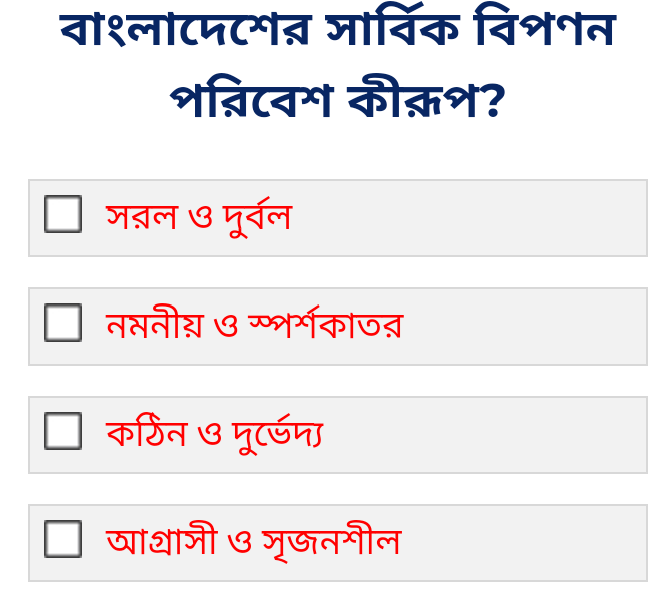 বাংলাদেশের সার্বিক বিপণন
পরিবেশ কীরূপ?
সরল ও দুর্বল
নমনীয় ও স্পর্শকাতর
কঠিন ও দুর্ভেদ্য
আগ্রাসী ও সৃজনশীল